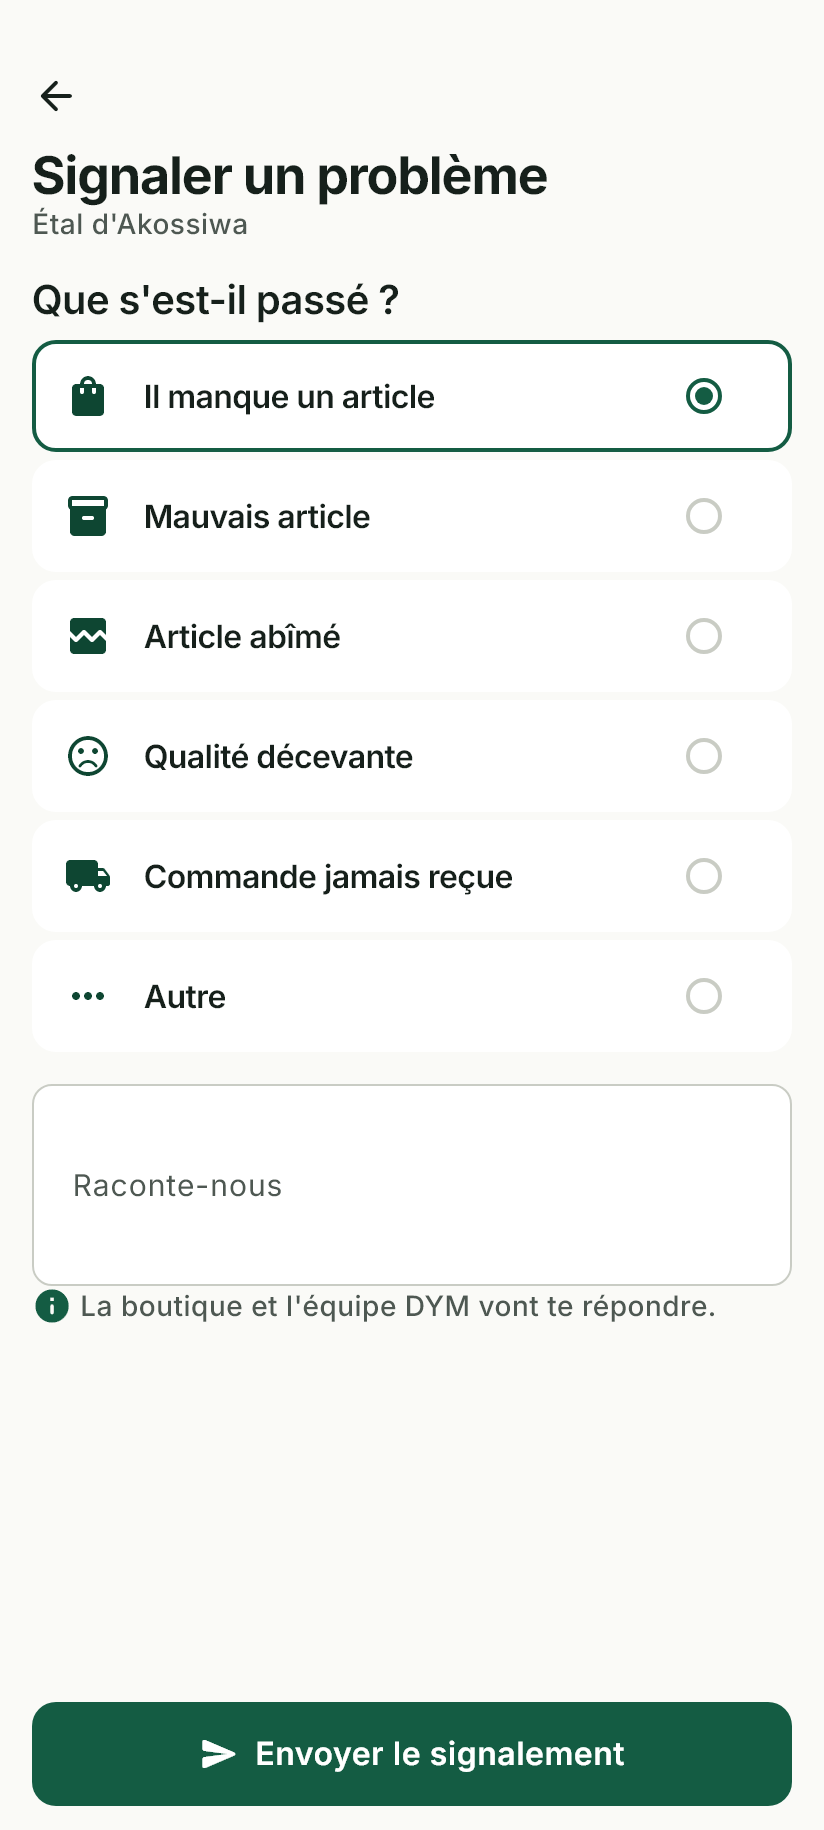 Signaler un problème
Étal d'Akossiwa
Que s'est-il passé ?
Il manque un article
Mauvais article
Article abîmé
Qualité décevante
Commande jamais reçue
Autre
Raconte-nous
La boutique et l'équipe DYM vont te répondre.
Envoyer le signalement